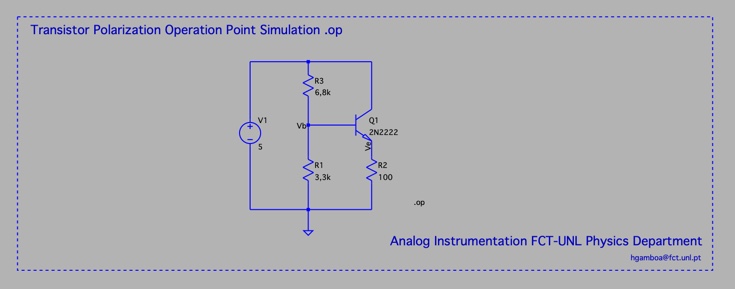 Transistor Polarization Operation Point Simulation .op
R3
6,8k
V1
5
Vb
Q1
2N2222
Ve
R1
3,3k
R2
100
.op
Analog Instrumentation FCT-UNL Physics Department
hgamboa@fct.unl.pt